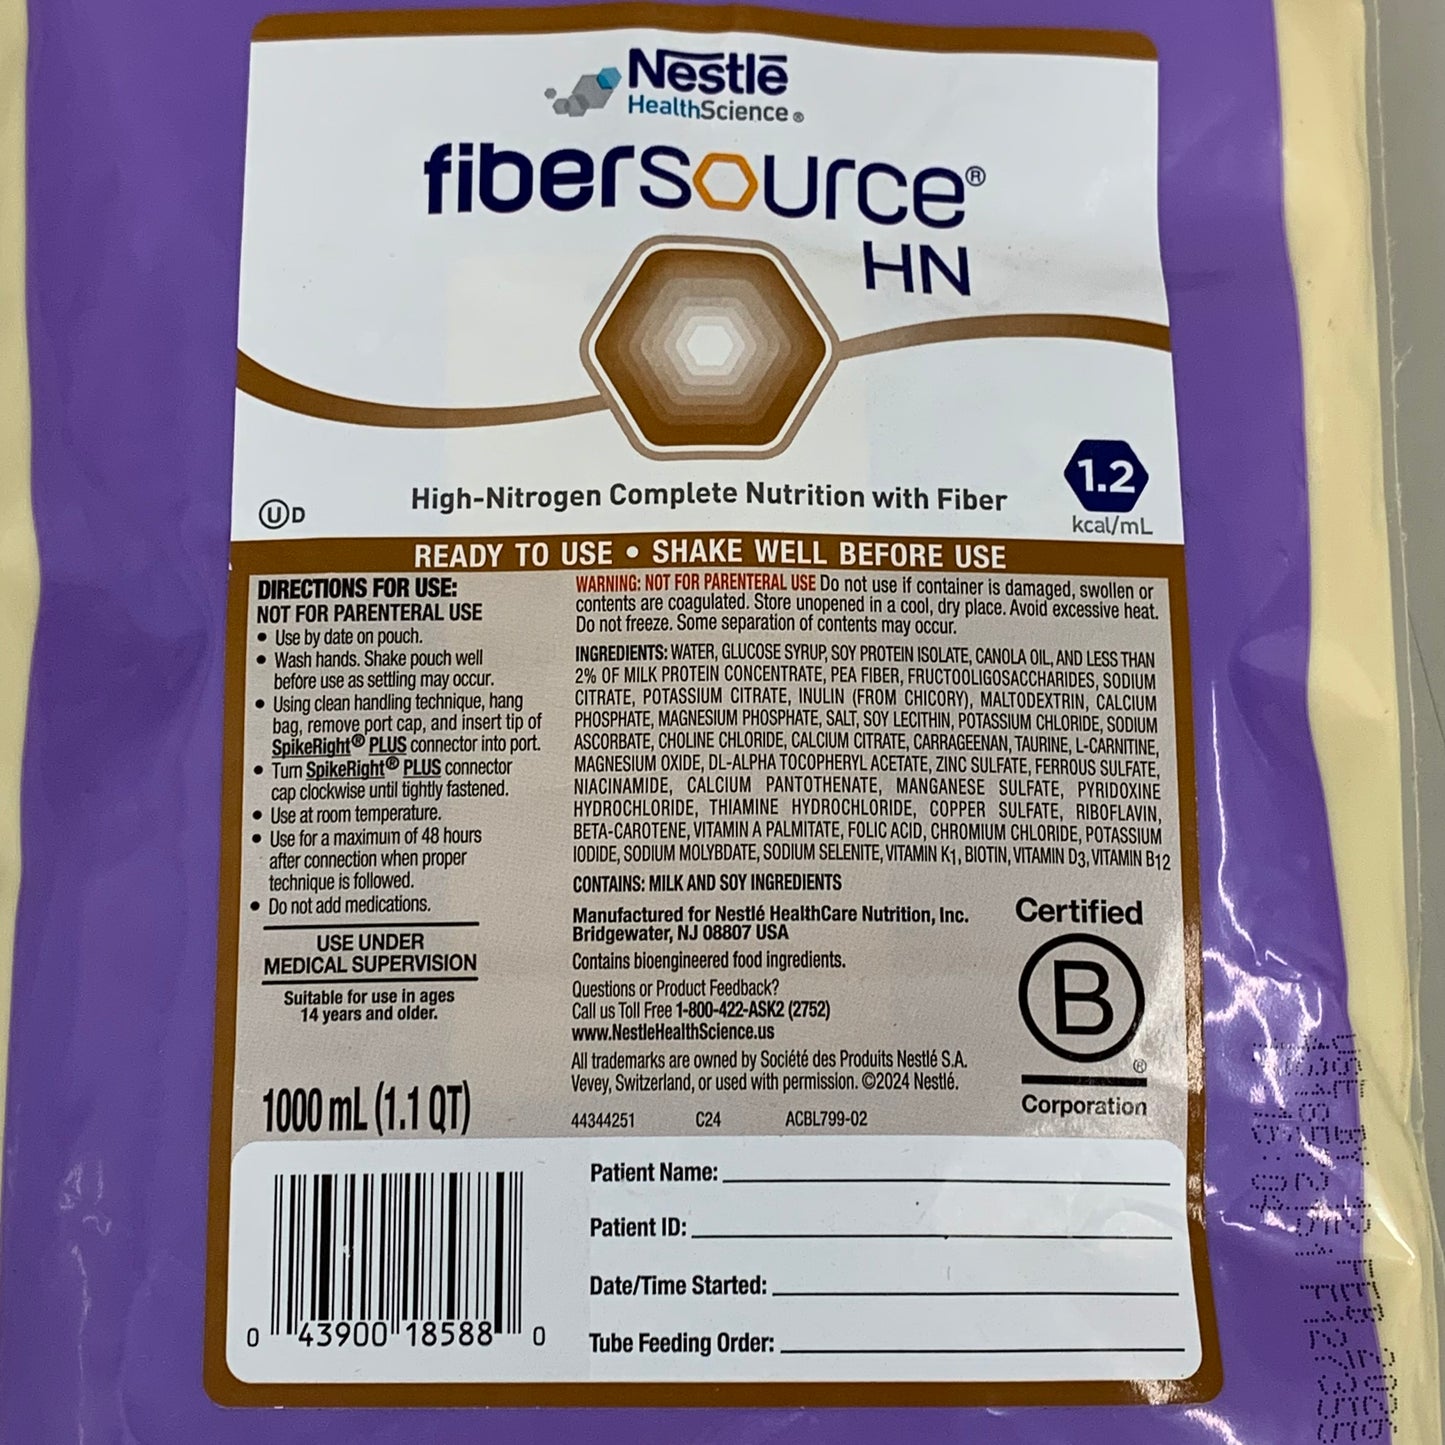 Nestlé
HealthScience®
fibersource®
HN
1.2
kcal/mL
High-Nitrogen Complete Nutrition with Fiber
U D
READY TO USE • SHAKE WELL BEFORE USE
DIRECTIONS FOR USE:
NOT FOR PARENTERAL USE
• Use by date on pouch.
• Wash hands. Shake pouch well
before use as settling may occur.
• Using clean handling technique, hang
bag, remove port cap, and insert tip of
SpikeRight® PLUS connector into port.
• Turn SpikeRight® PLUS connector
cap clockwise until tightly fastened.
• Use at room temperature.
• Use for a maximum of 48 hours
after connection when proper
technique is followed.
• Do not add medications.
USE UNDER
MEDICAL SUPERVISION
Suitable for use in ages
14 years and older.
1000 mL (1.1 QT)
WARNING: NOT FOR PARENTERAL USE Do not use if container is damaged, swollen or
contents are coagulated. Store unopened in a cool, dry place. Avoid excessive heat.
Do not freeze. Some separation of contents may occur.
INGREDIENTS: WATER, GLUCOSE SYRUP, SOY PROTEIN ISOLATE, CANOLA OIL, AND LESS THAN
2% OF MILK PROTEIN CONCENTRATE, PEA FIBER, FRUCTOOLIGOSACCHARIDES, SODIUM
CITRATE, POTASSIUM CITRATE, INULIN (FROM CHICORY), MALTODEXTRIN, CALCIUM
PHOSPHATE, MAGNESIUM PHOSPHATE, SALT, SOY LECITHIN, POTASSIUM CHLORIDE, SODIUM
ASCORBATE, CHOLINE CHLORIDE, CALCIUM CITRATE, CARRAGEENAN, TAURINE, L-CARNITINE,
MAGNESIUM OXIDE, DL-ALPHA TOCOPHERYL ACETATE, ZINC SULFATE, FERROUS SULFATE,
NIACINAMIDE, CALCIUM PANTOTHENATE, MANGANESE SULFATE, PYRIDOXINE
HYDROCHLORIDE, THIAMINE HYDROCHLORIDE, COPPER SULFATE, RIBOFLAVIN,
BETA-CAROTENE, VITAMIN A PALMITATE, FOLIC ACID, CHROMIUM CHLORIDE, POTASSIUM
IODIDE, SODIUM MOLYBDATE, SODIUM SELENITE, VITAMIN K1, BIOTIN, VITAMIN D3, VITAMIN B12
CONTAINS: MILK AND SOY INGREDIENTS
Manufactured for Nestlé HealthCare Nutrition, Inc.
Bridgewater, NJ 08807 USA
Contains bioengineered food ingredients.
Questions or Product Feedback?
Call us Toll Free 1-800-422-ASK2 (2752)
www.NestleHealthScience.us
All trademarks are owned by Société des Produits Nestlé S.A.
Vevey, Switzerland, or used with permission. ©2024 Nestlé.
44344251 C24 ACBL799-02
Certified
B
®
Corporation
0 43900 18588 0
Patient Name:
Patient ID:
Date/Time Started:
Tube Feeding Order: